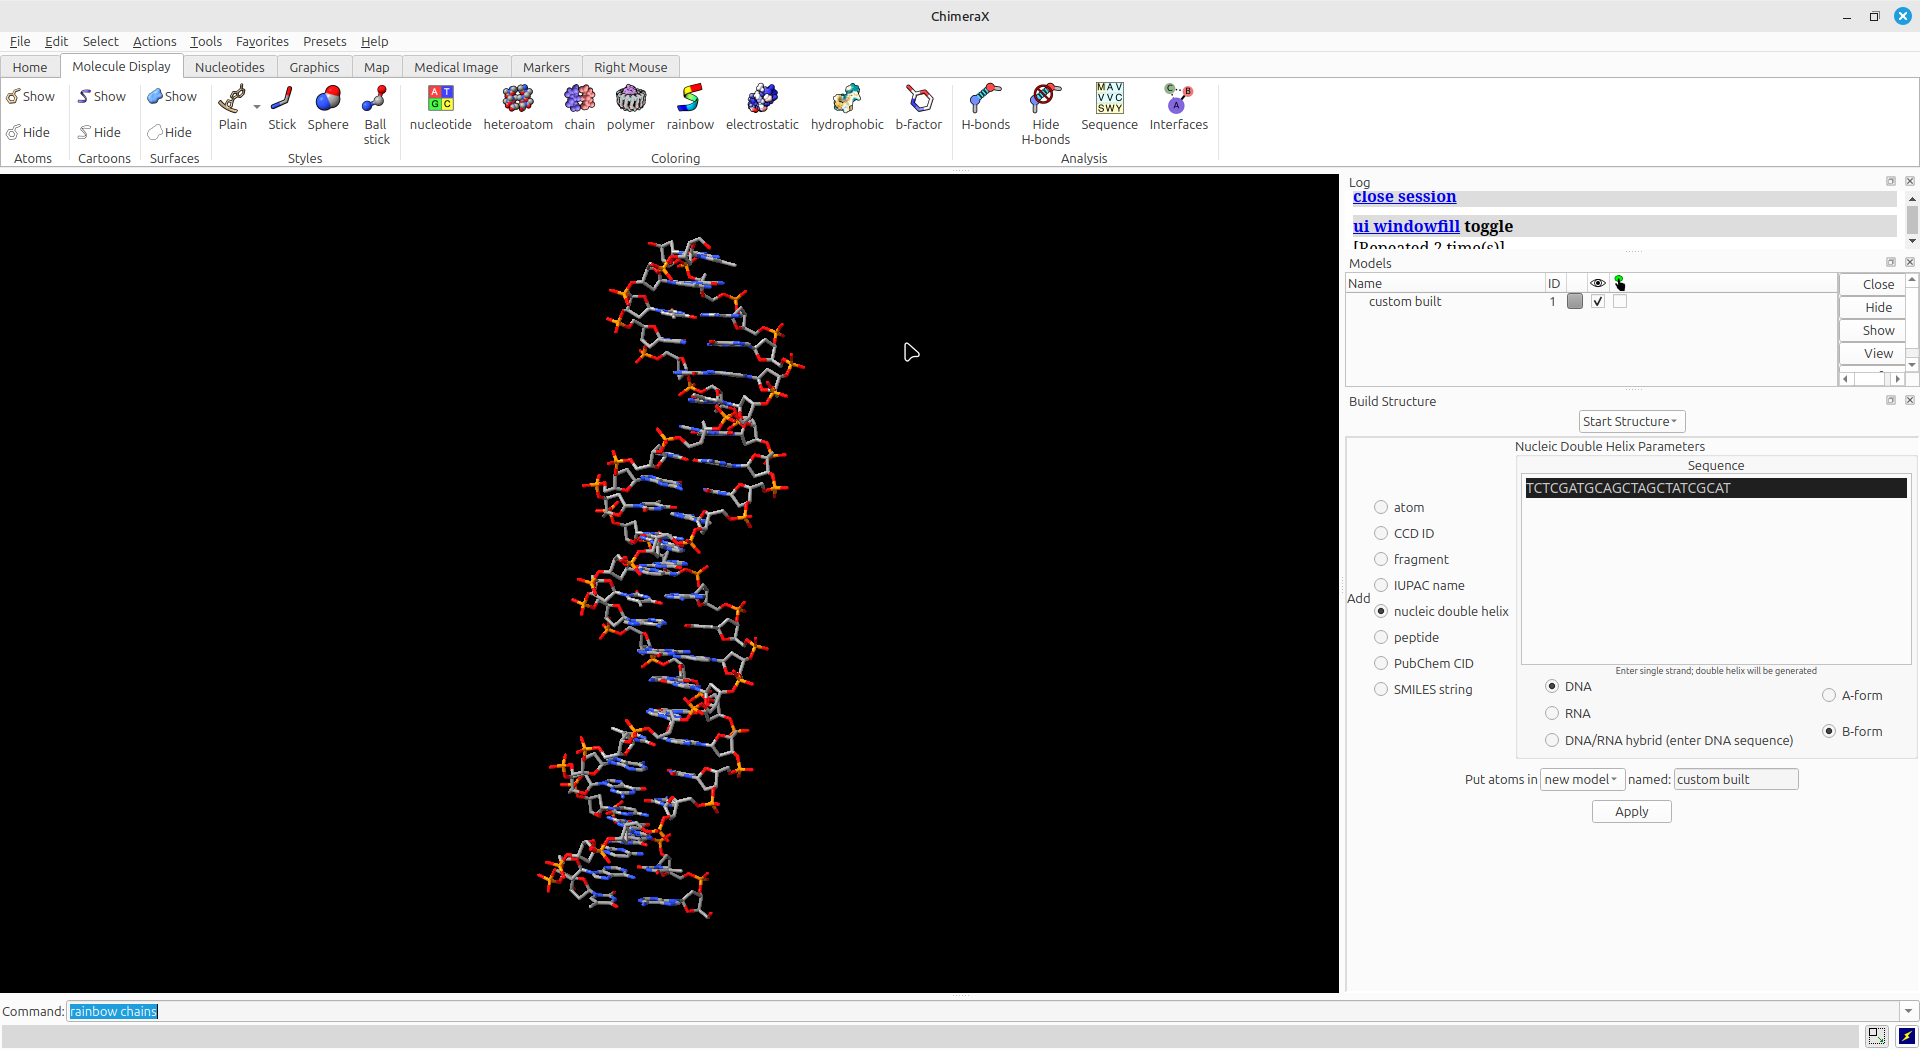 ChimeraX
File Edit Select Actions Tools Favorites Presets Help
Home Molecule Display Nucleotides Graphics Map Medical Image Markers Right Mouse
Show Show Show
Hide Hide Hide
Atoms Cartoons Surfaces
Plain Stick Sphere Ball stick
Styles
A T G C
nucleotide heteroatom chain polymer rainbow electrostatic hydrophobic b-factor
Coloring
MAV
VVC
SWY
C B A
H-bonds Hide H-bonds Sequence Interfaces
Analysis
Log
close session
ui windowfill toggle
[Repeated 2 time(s)]
Models
Name ID
custom built 1
Close
Hide
Show
View
Build Structure
Start Structure
Nucleic Double Helix Parameters
Sequence
TCTCGATGCAGCTAGCTATCGCAT
Add
atom
CCD ID
fragment
IUPAC name
nucleic double helix
peptide
PubChem CID
SMILES string
Enter single strand; double helix will be generated
DNA
RNA
DNA/RNA hybrid (enter DNA sequence)
A-form
B-form
Put atoms in new model named: custom built
Apply
Command: rainbow chains